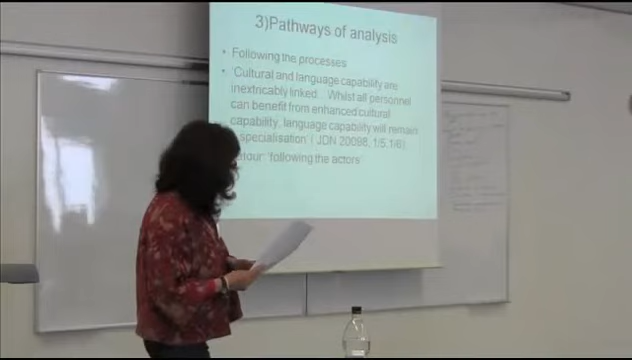 3)Pathways of analysis
• Following the processes
• 'Cultural and language capability are
inextricably linked. Whilst all personnel
can benefit from enhanced cultural
capability, language capability will remain
specialisation' ( JDN 2009B, 1/5.1/6)
'following the actors